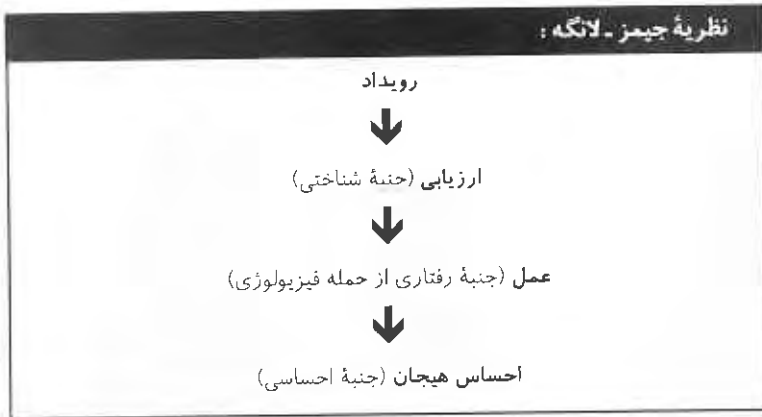 نظریهٔ جیمز ـ لانگه :
رویداد
ارزیابی (جنبهٔ شناختی)
عمل (جنبهٔ رفتاری از جمله فیزیولوژی)
احساس هیجان (جنبهٔ احساسی)